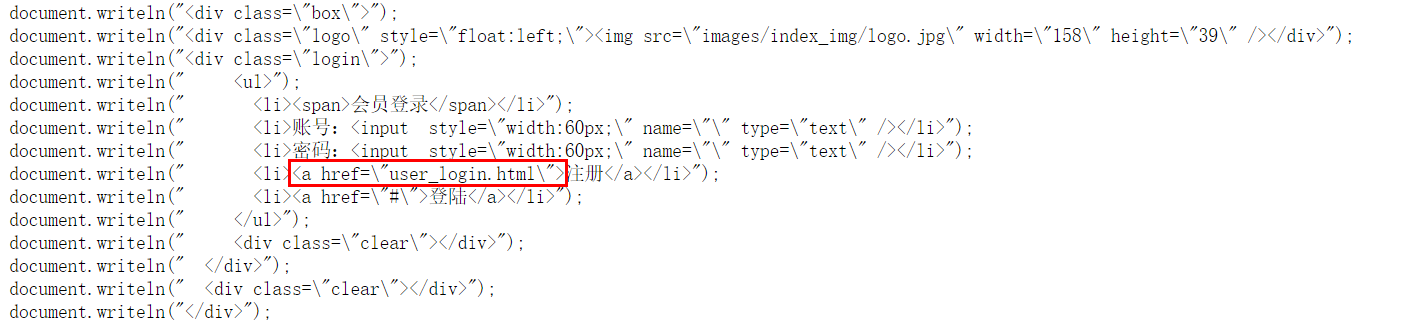 document.writeln("<div class=\"box\">");
document.writeln("<div class=\"logo\" style=\"float:left;\"><img src=\"images/index_img/logo.jpg\" width=\"158\" height=\"39\" /></div>");
document.writeln("<div class=\"login\">");
document.writeln("     <ul>");
document.writeln("       <li><span>会员登录</span></li>");
document.writeln("       <li>账号：<input  style=\"width:60px;\" name=\"\" type=\"text\" /></li>");
document.writeln("       <li>密码：<input  style=\"width:60px;\" name=\"\" type=\"text\" /></li>");
document.writeln("       <li><a href=\"user_login.html\">注册</a></li>");
document.writeln("       <li><a href=\"#\">登陆</a></li>");
document.writeln("     </ul>");
document.writeln("     <div class=\"clear\"></div>");
document.writeln("  </div>");
document.writeln("  <div class=\"clear\"></div>");
document.writeln("</div>");